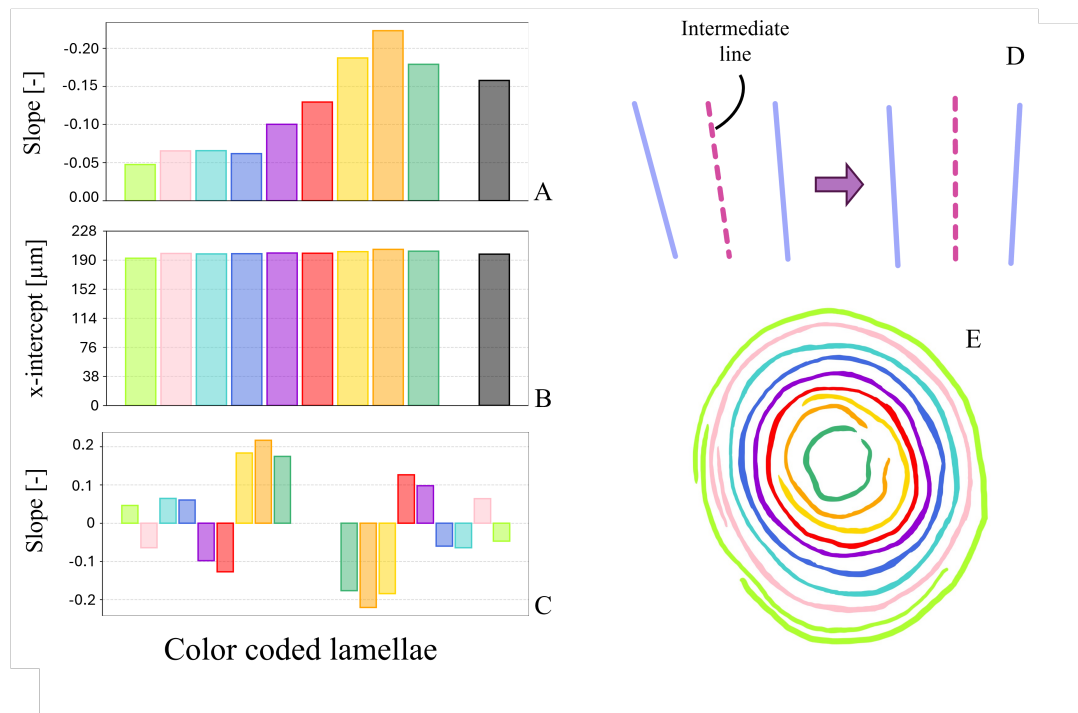 Slope [-]
-0.20
-0.15
-0.10
-0.05
0.00
A
x-intercept [μm]
228
190
152
114
76
38
0
B
Slope [-]
0.2
0.1
0
-0.1
-0.2
C
Color coded lamellae
Intermediate
line
D
E